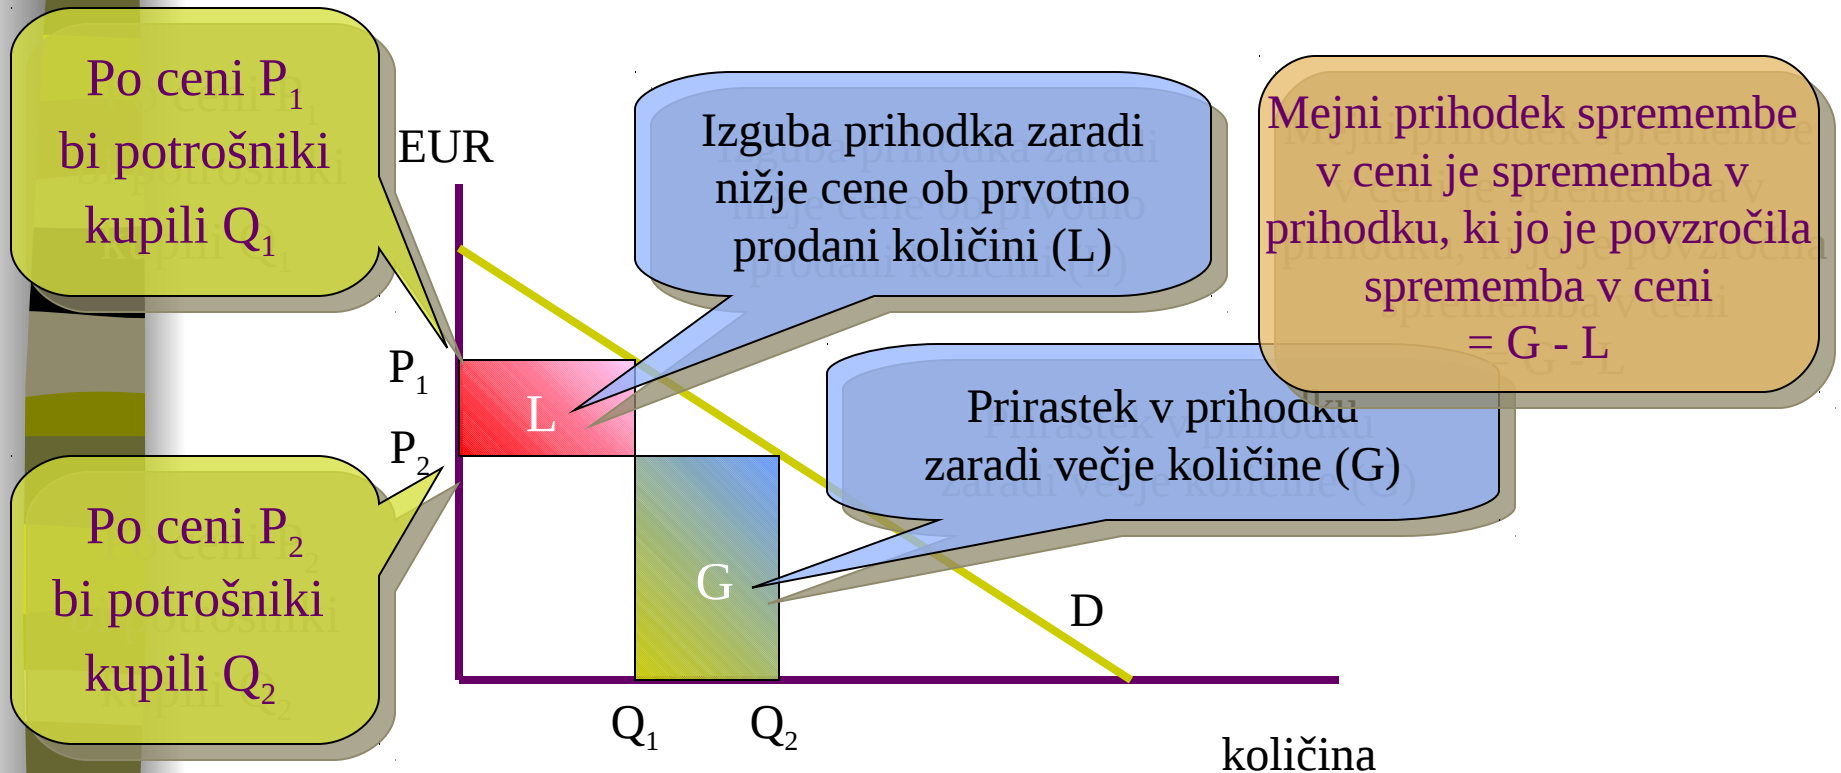 Po ceni P1
bi potrošniki
kupili Q1
EUR
Izguba prihodka zaradi
nižje cene ob prvotno
prodani količini (L)
Mejni prihodek spremembe
v ceni je sprememba v
prihodku, ki jo je povzročila
sprememba v ceni
= G - L
P1
L
P2
Prirastek v prihodku
zaradi večje količine (G)
Po ceni P2
bi potrošniki
kupili Q2
G
D
Q1
Q2
količina